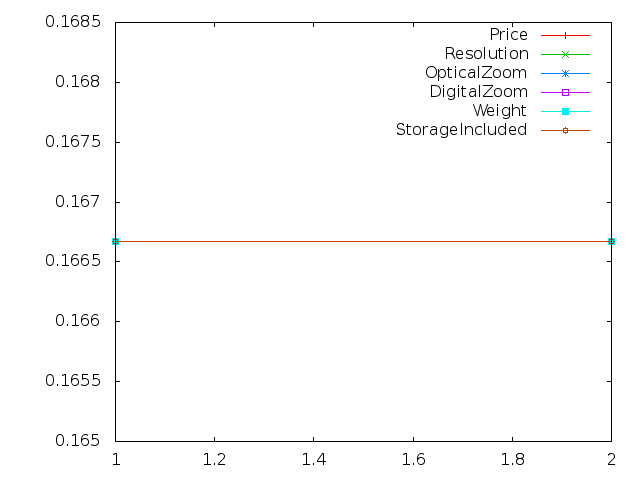 0.1685
0.168
0.1675
0.167
0.1665
0.166
0.1655
0.165
1 1.2 1.4 1.6 1.8 2
Price
Resolution
OpticalZoom
DigitalZoom
Weight
StorageIncluded